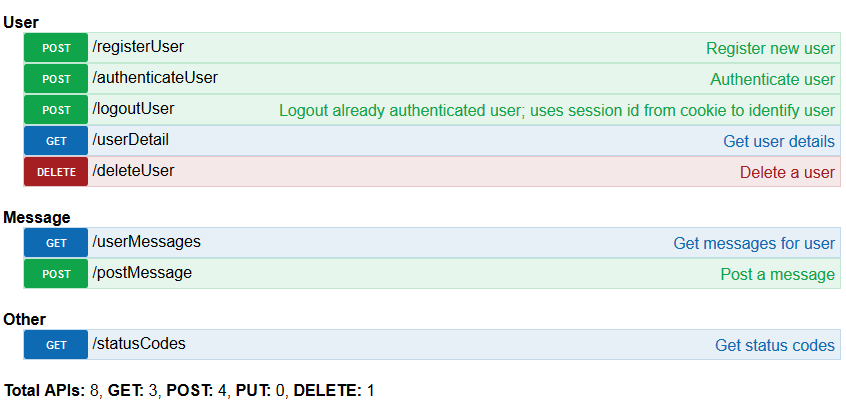 User
POST /registerUser Register new user
POST /authenticateUser Authenticate user
POST /logoutUser Logout already authenticated user; uses session id from cookie to identify user
GET /userDetail Get user details
DELETE /deleteUser Delete a user
Message
GET /userMessages Get messages for user
POST /postMessage Post a message
Other
GET /statusCodes Get status codes
Total APIs: 8, GET: 3, POST: 4, PUT: 0, DELETE: 1